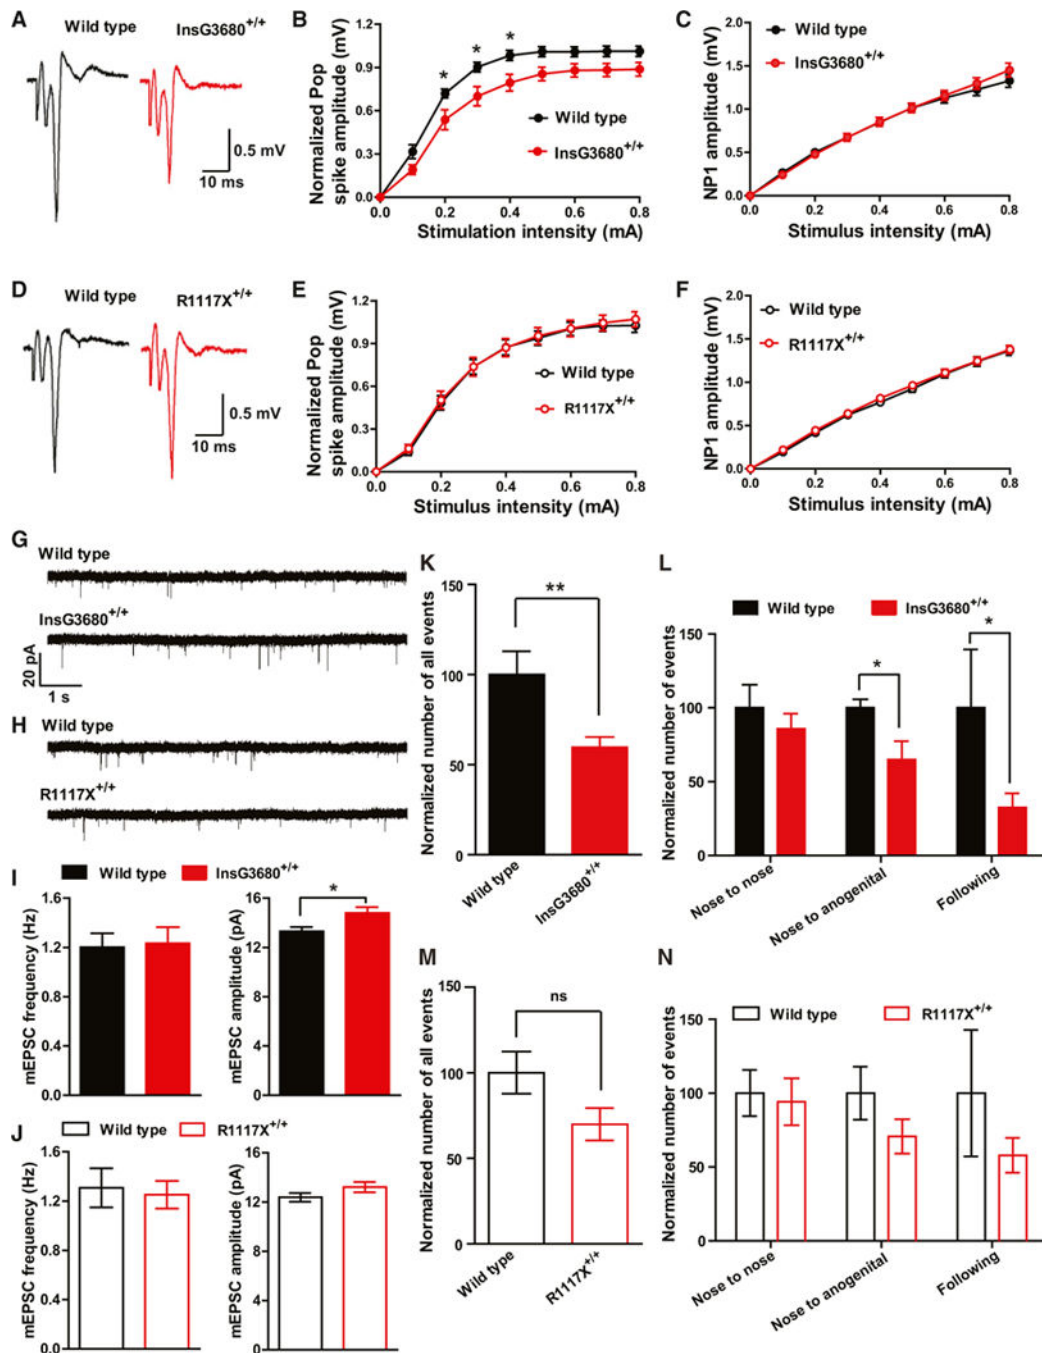 A
Wild type InsG3680+/+
0.5 mV
10 ms
B
Normalized Pop
spike amplitude (mV)
1.2
0.9
0.6
0.3
0.0
* * *
Wild type
InsG3680+/+
0.0 0.2 0.4 0.6 0.8
Stimulation intensity (mA)
C
NP1 amplitude (mV)
2.0
1.5
1.0
0.5
0.0
Wild type
InsG3680+/+
0.0 0.2 0.4 0.6 0.8
Stimulus intensity (mA)
D
Wild type R1117X+/+
0.5 mV
10 ms
E
Normalized Pop
spike amplitude (mV)
1.2
0.9
0.6
0.3
0.0
Wild type
R1117X+/+
0.0 0.2 0.4 0.6 0.8
Stimulus intensity (mA)
F
NP1 amplitude (mV)
2.0
1.5
1.0
0.5
0.0
Wild type
R1117X+/+
0.0 0.2 0.4 0.6 0.8
Stimulus intensity (mA)
G
Wild type
InsG3680+/+
20 pA
1 s
H
Wild type
R1117X+/+
I
Wild type InsG3680+/+
mEPSC frequency (Hz)
1.6
1.2
0.8
0.4
0.0
mEPSC amplitude (pA)
16
12
8
4
0
*
J
Wild type R1117X+/+
mEPSC frequency (Hz)
1.6
1.2
0.8
0.4
0.0
mEPSC amplitude (pA)
16
12
8
4
0
K
Normalized number of all events
150
100
50
0
**
Wild type
InsG3680+/+
L
Wild type InsG3680+/+
Normalized number of events
150
100
50
0
*
*
Nose to nose
Nose to anogenital
Following
M
Normalized number of all events
150
100
50
0
ns
Wild type
R1117X+/+
N
Wild type R1117X+/+
Normalized number of events
150
100
50
0
Nose to nose
Nose to anogenital
Following